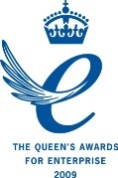 THE QUEEN'S AWARDS
FOR ENTERPRISE
2009